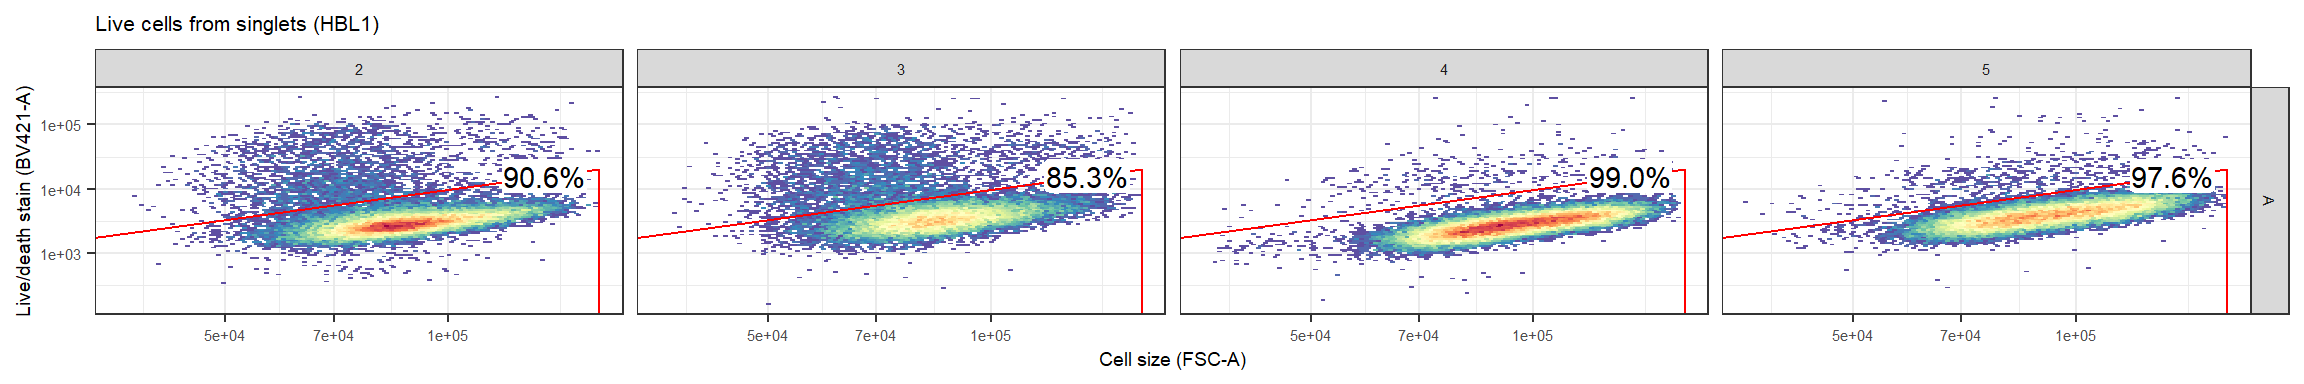 Live cells from singlets (HBL1)
2 3 4 5
A
Live/death stain (BV421-A)
1e+05
1e+04
1e+03
90.6% 85.3% 99.0% 97.6%
5e+04 7e+04 1e+05 5e+04 7e+04 1e+05 5e+04 7e+04 1e+05 5e+04 7e+04 1e+05
Cell size (FSC-A)